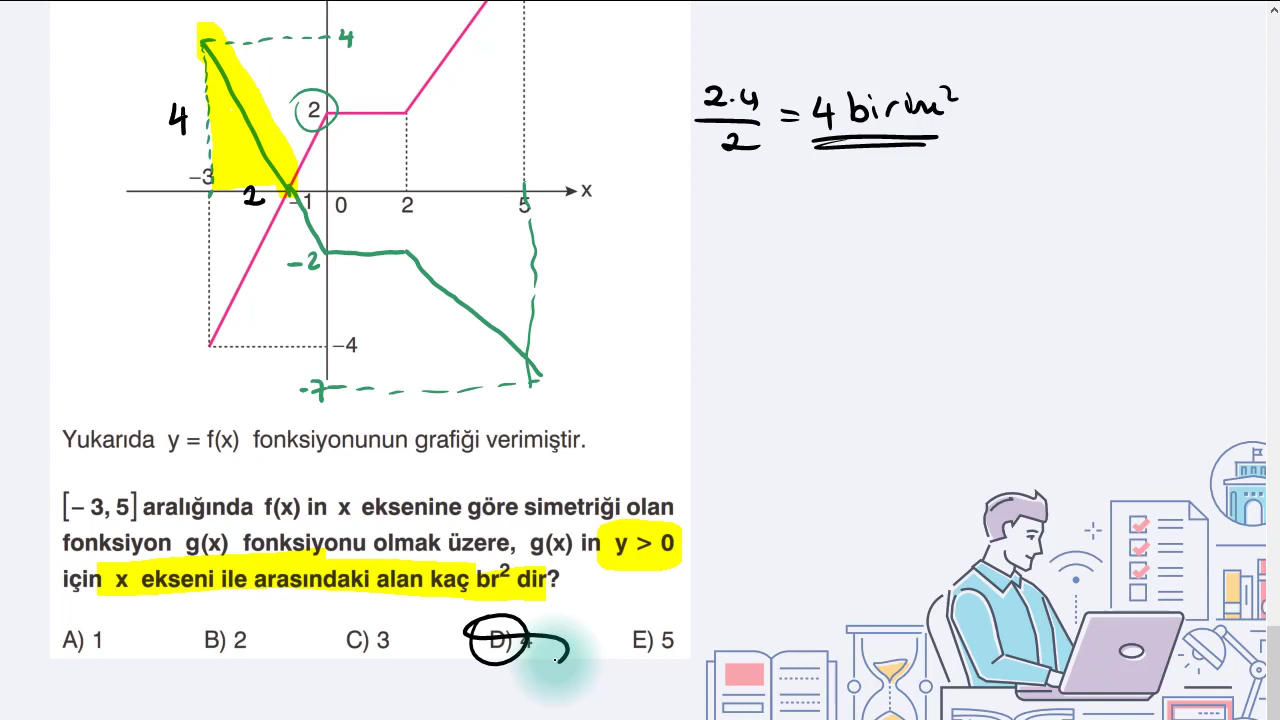 4
4
2
2·4
2
= 4 birim²
−3
2
−1
0
2
5
x
−2
−4
-7
Yukarıda y = f(x) fonksiyonunun grafiği verimiştir.
[− 3, 5] aralığında f(x) in x eksenine göre simetriği olan
fonksiyon g(x) fonksiyonu olmak üzere, g(x) in y > 0
için x ekseni ile arasındaki alan kaç br² dir?
A) 1 B) 2 C) 3 D) 4 E) 5